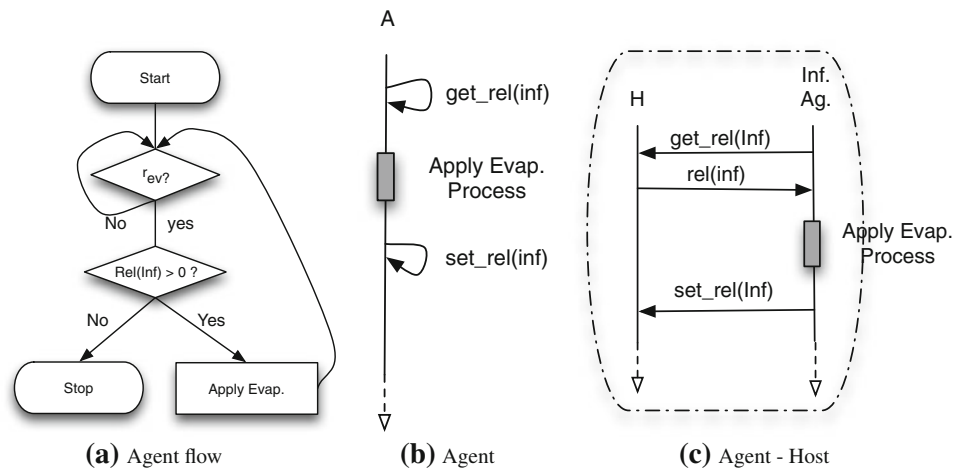 Start
r_ev?
No
yes
Rel(Inf) > 0 ?
No
Yes
Stop
Apply Evap.
(a) Agent flow
A
get_rel(inf)
Apply Evap.
Process
set_rel(inf)
(b) Agent
H
Inf.
Ag.
get_rel(Inf)
rel(inf)
Apply Evap.
Process
set_rel(Inf)
(c) Agent - Host